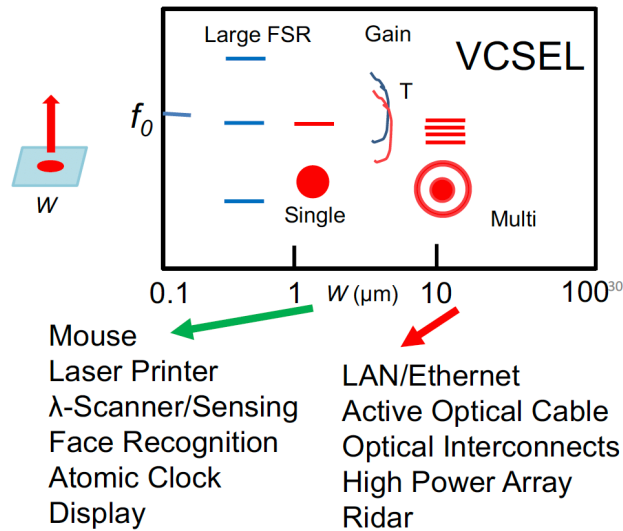 Large FSR
Gain
VCSEL
T
f0
W
Single
Multi
0.1
1
W (μm)
10
100
30
Mouse
Laser Printer
λ-Scanner/Sensing
Face Recognition
Atomic Clock
Display
LAN/Ethernet
Active Optical Cable
Optical Interconnects
High Power Array
Ridar